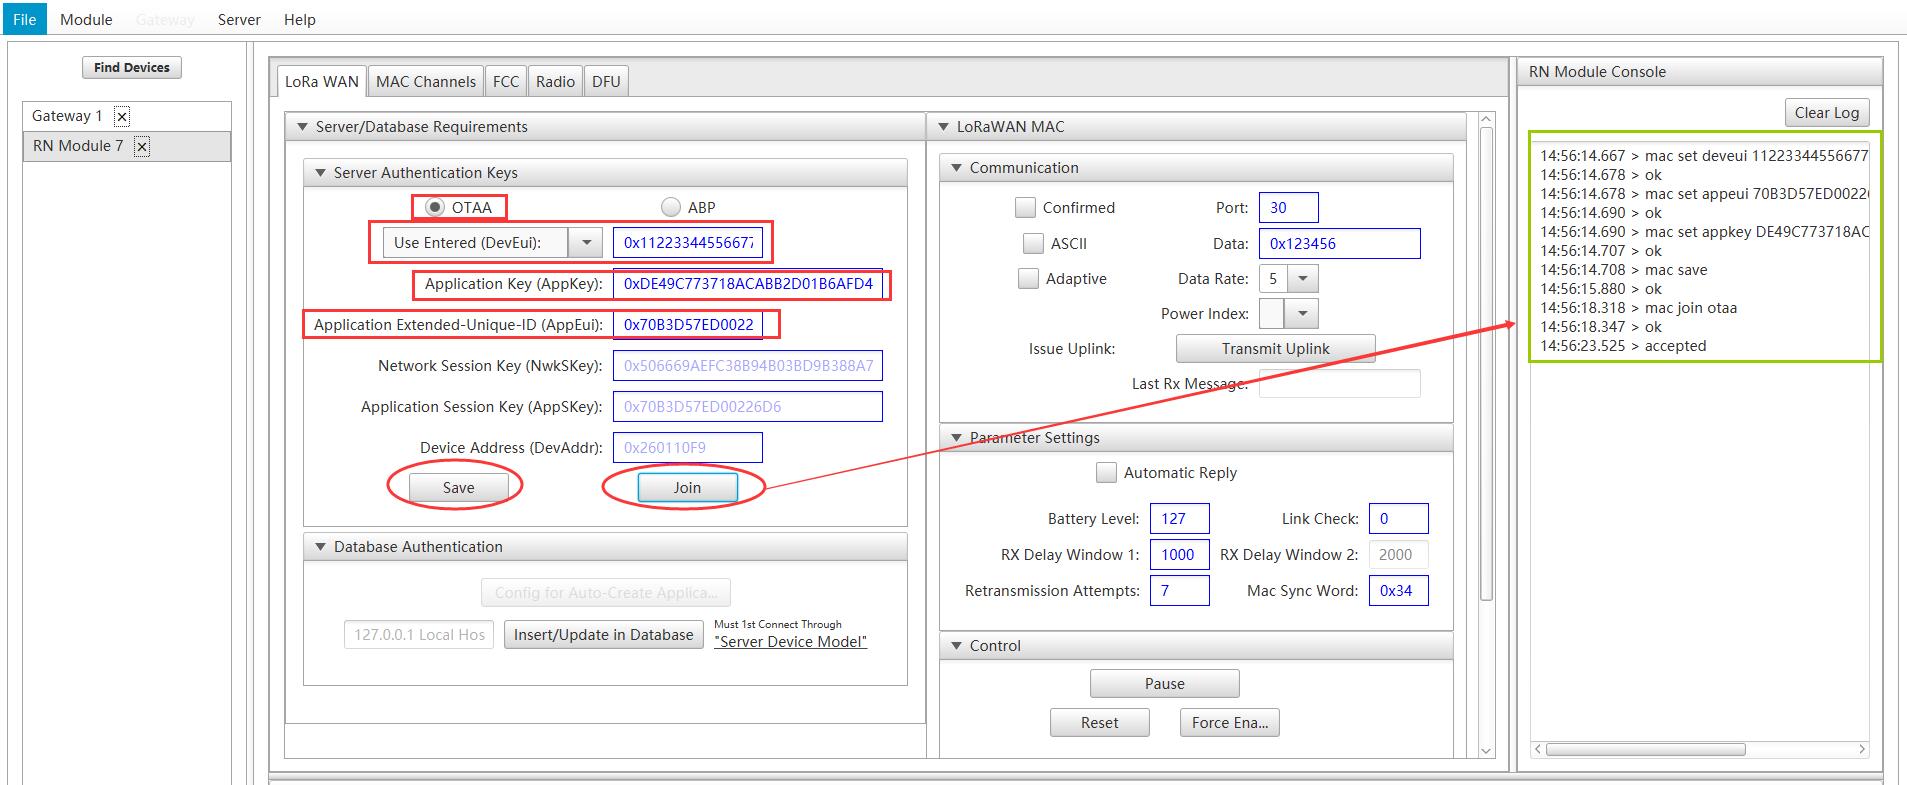 File Module Gateway Server Help
Find Devices
Gateway 1
RN Module 7
LoRa WAN MAC Channels FCC Radio DFU
Server/Database Requirements
Server Authentication Keys
OTAA ABP
Use Entered (DevEui): 0x11223344556677
Application Key (AppKey): 0xDE49C773718ACABB2D01B6AFD4
Application Extended-Unique-ID (AppEui): 0x70B3D57ED0022
Network Session Key (NwkSKey): 0x506669AEFC38B94B03BD9B388A7
Application Session Key (AppSKey): 0x70B3D57ED00226D6
Device Address (DevAddr): 0x260110F9
Save Join
Database Authentication
Config for Auto-Create Applica...
127.0.0.1 Local Hos Insert/Update in Database
Must 1st Connect Through
"Server Device Model"
LoRaWAN MAC
Communication
Confirmed Port: 30
ASCII Data: 0x123456
Adaptive Data Rate: 5
Power Index:
Issue Uplink: Transmit Uplink
Last Rx Message:
Parameter Settings
Automatic Reply
Battery Level: 127 Link Check: 0
RX Delay Window 1: 1000 RX Delay Window 2: 2000
Retransmission Attempts: 7 Mac Sync Word: 0x34
Control
Pause
Reset Force Ena...
RN Module Console
Clear Log
14:56:14.667 > mac set deveui 11223344556677
14:56:14.678 > ok
14:56:14.678 > mac set appeui 70B3D57ED00226
14:56:14.690 > ok
14:56:14.690 > mac set appkey DE49C773718AC
14:56:14.707 > ok
14:56:14.708 > mac save
14:56:15.880 > ok
14:56:18.318 > mac join otaa
14:56:18.347 > ok
14:56:23.525 > accepted